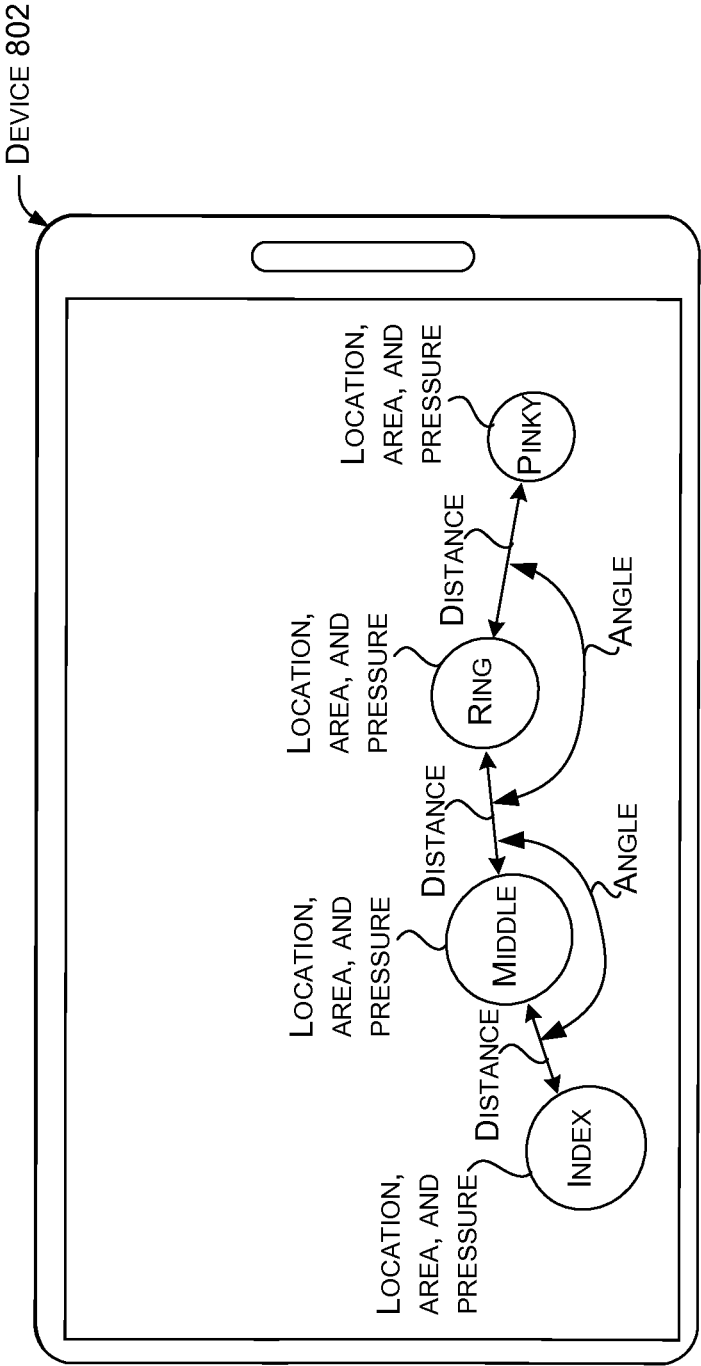 DEVICE 802
LOCATION,
AREA, AND
PRESSURE
LOCATION,
AREA, AND
PRESSURE
LOCATION,
AREA, AND
PRESSURE
LOCATION,
AREA, AND
PRESSURE
DISTANCE
DISTANCE
DISTANCE
INDEX
MIDDLE
RING
PINKY
ANGLE
ANGLE